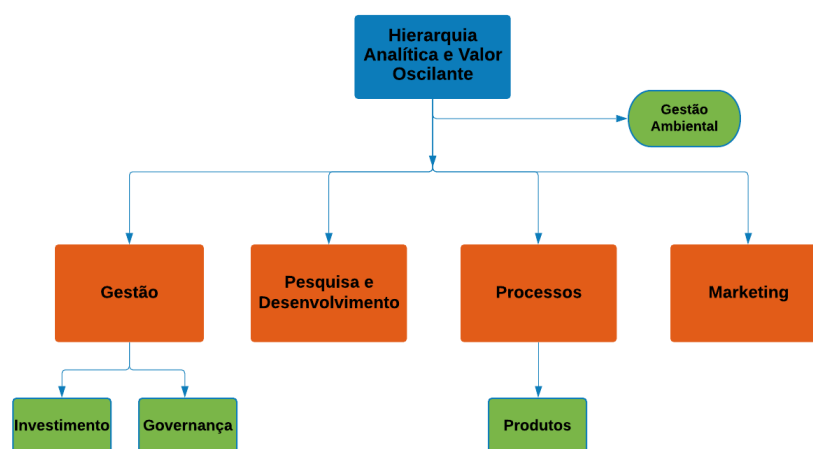 Hierarquia
Analítica e Valor
Oscilante
Gestão
Ambiental
Gestão
Pesquisa e
Desenvolvimento
Processos
Marketing
Investimento
Governança
Produtos